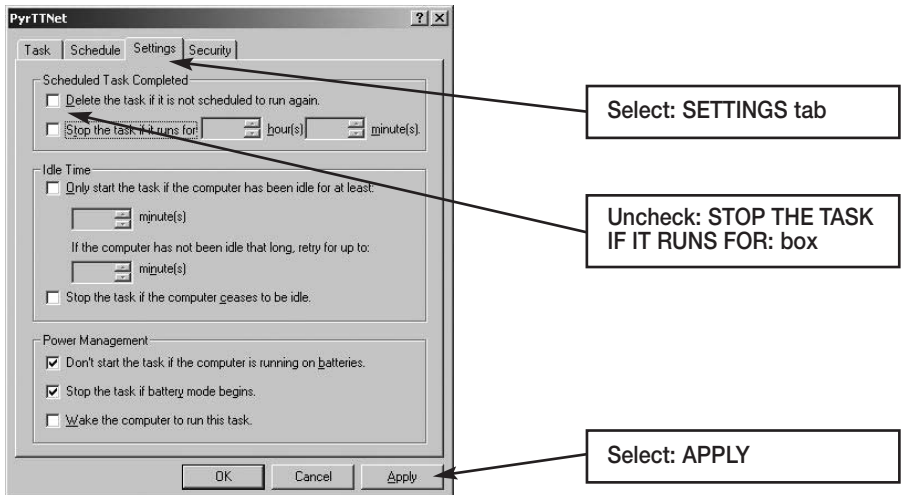 PyrTTNet
Task Schedule Settings Security
Scheduled Task Completed
Delete the task if it is not scheduled to run again.
Stop the task if it runs for: hour(s) minute(s).
Idle Time
Only start the task if the computer has been idle for at least:
minute(s)
If the computer has not been idle that long, retry for up to:
minute(s)
Stop the task if the computer ceases to be idle.
Power Management
Don't start the task if the computer is running on batteries.
Stop the task if battery mode begins.
Wake the computer to run this task.
OK Cancel Apply
Select: SETTINGS tab
Uncheck: STOP THE TASK
IF IT RUNS FOR: box
Select: APPLY